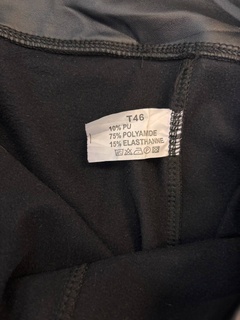 T46
10% PU
75% POLYAMIDE
15% ELASTHANNE